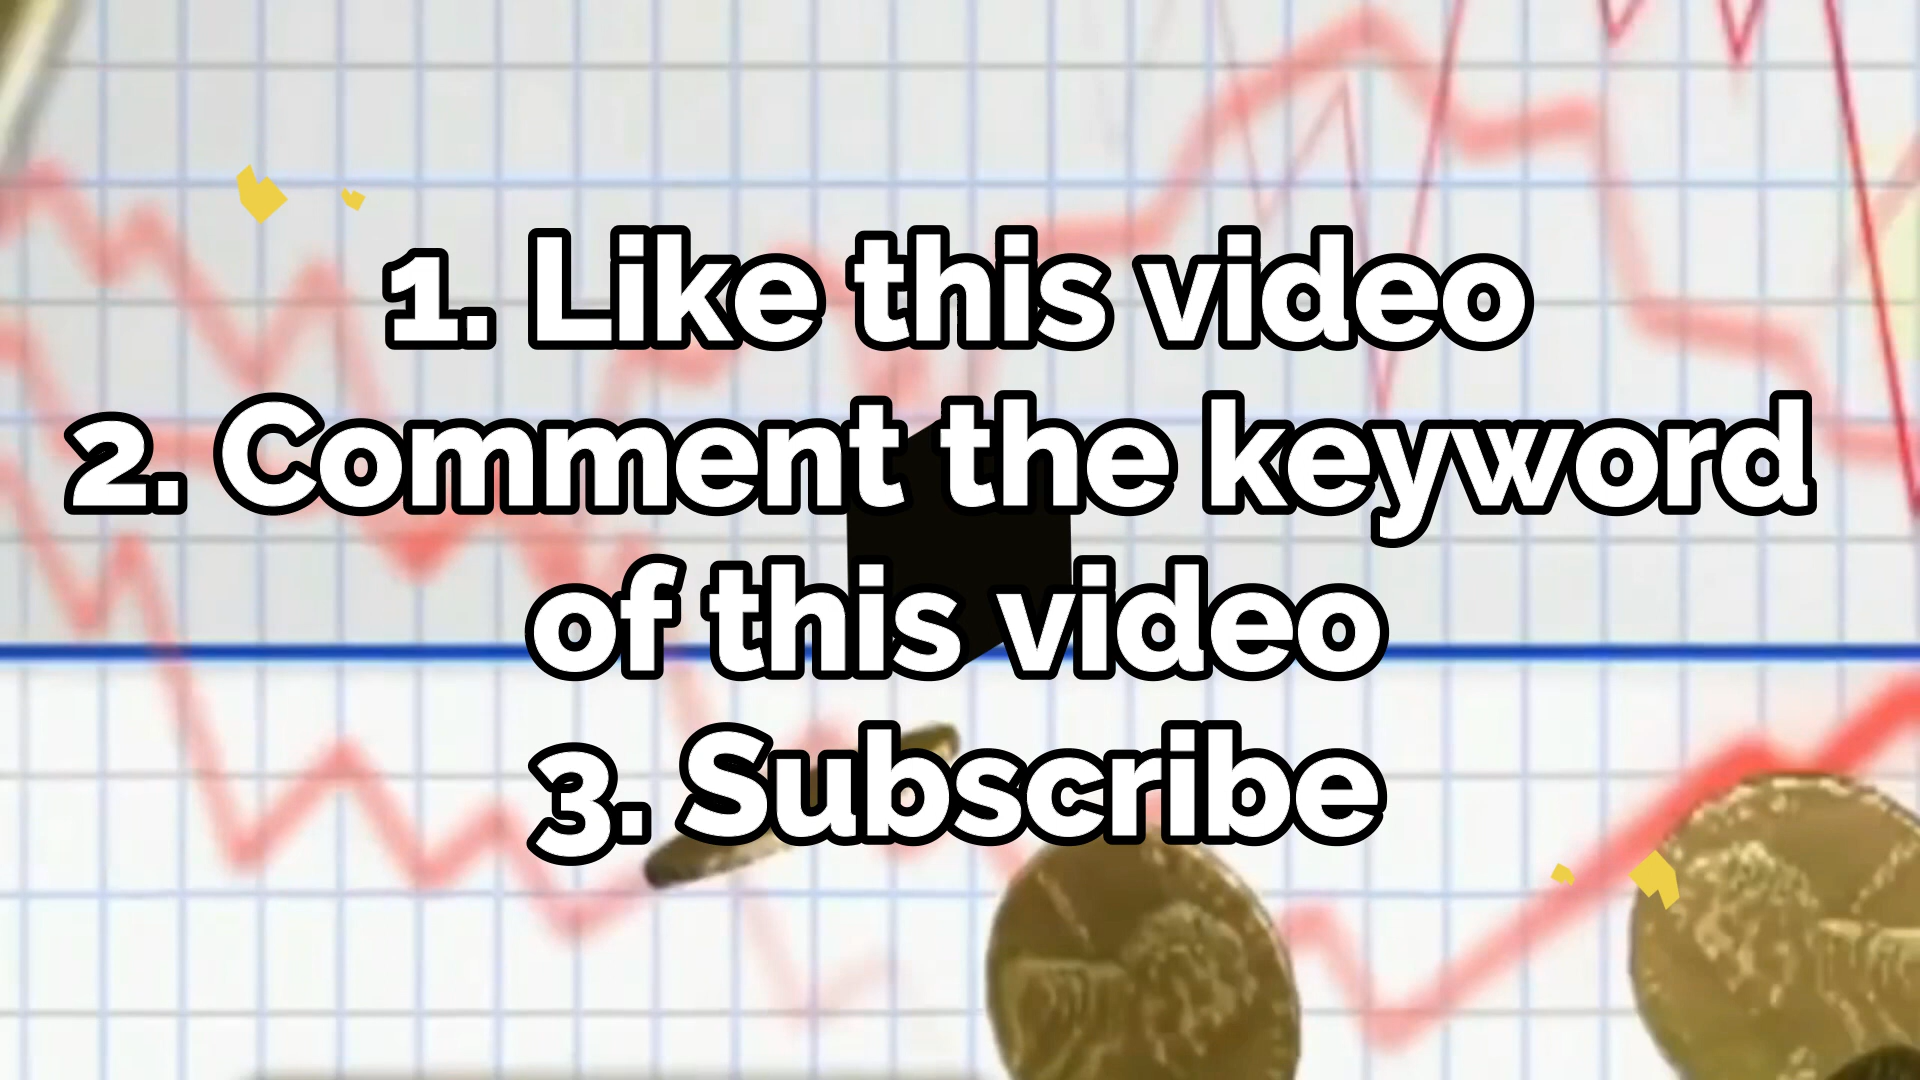 1. Like this video
2. Comment the keyword
of this video
3. Subscribe